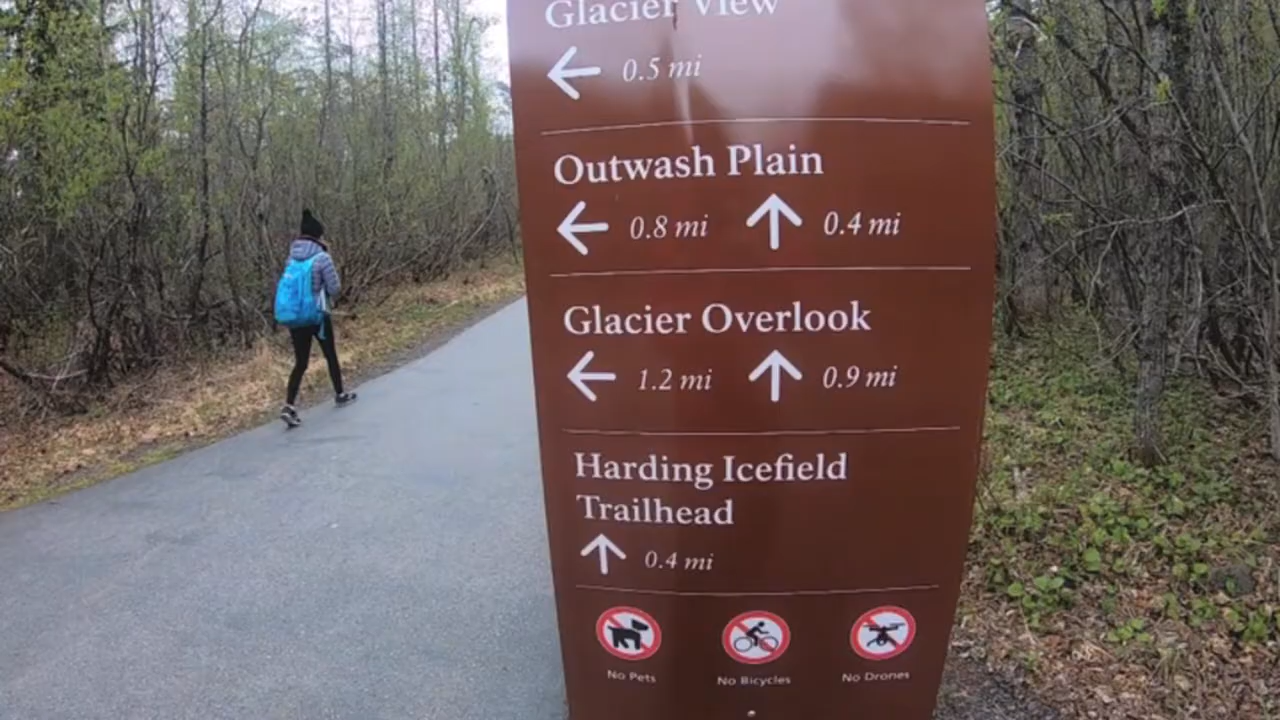 Glacier View
← 0.5 mi
Outwash Plain
← 0.8 mi ↑ 0.4 mi
Glacier Overlook
← 1.2 mi ↑ 0.9 mi
Harding Icefield
Trailhead
↑ 0.4 mi
No Pets No Bicycles No Drones